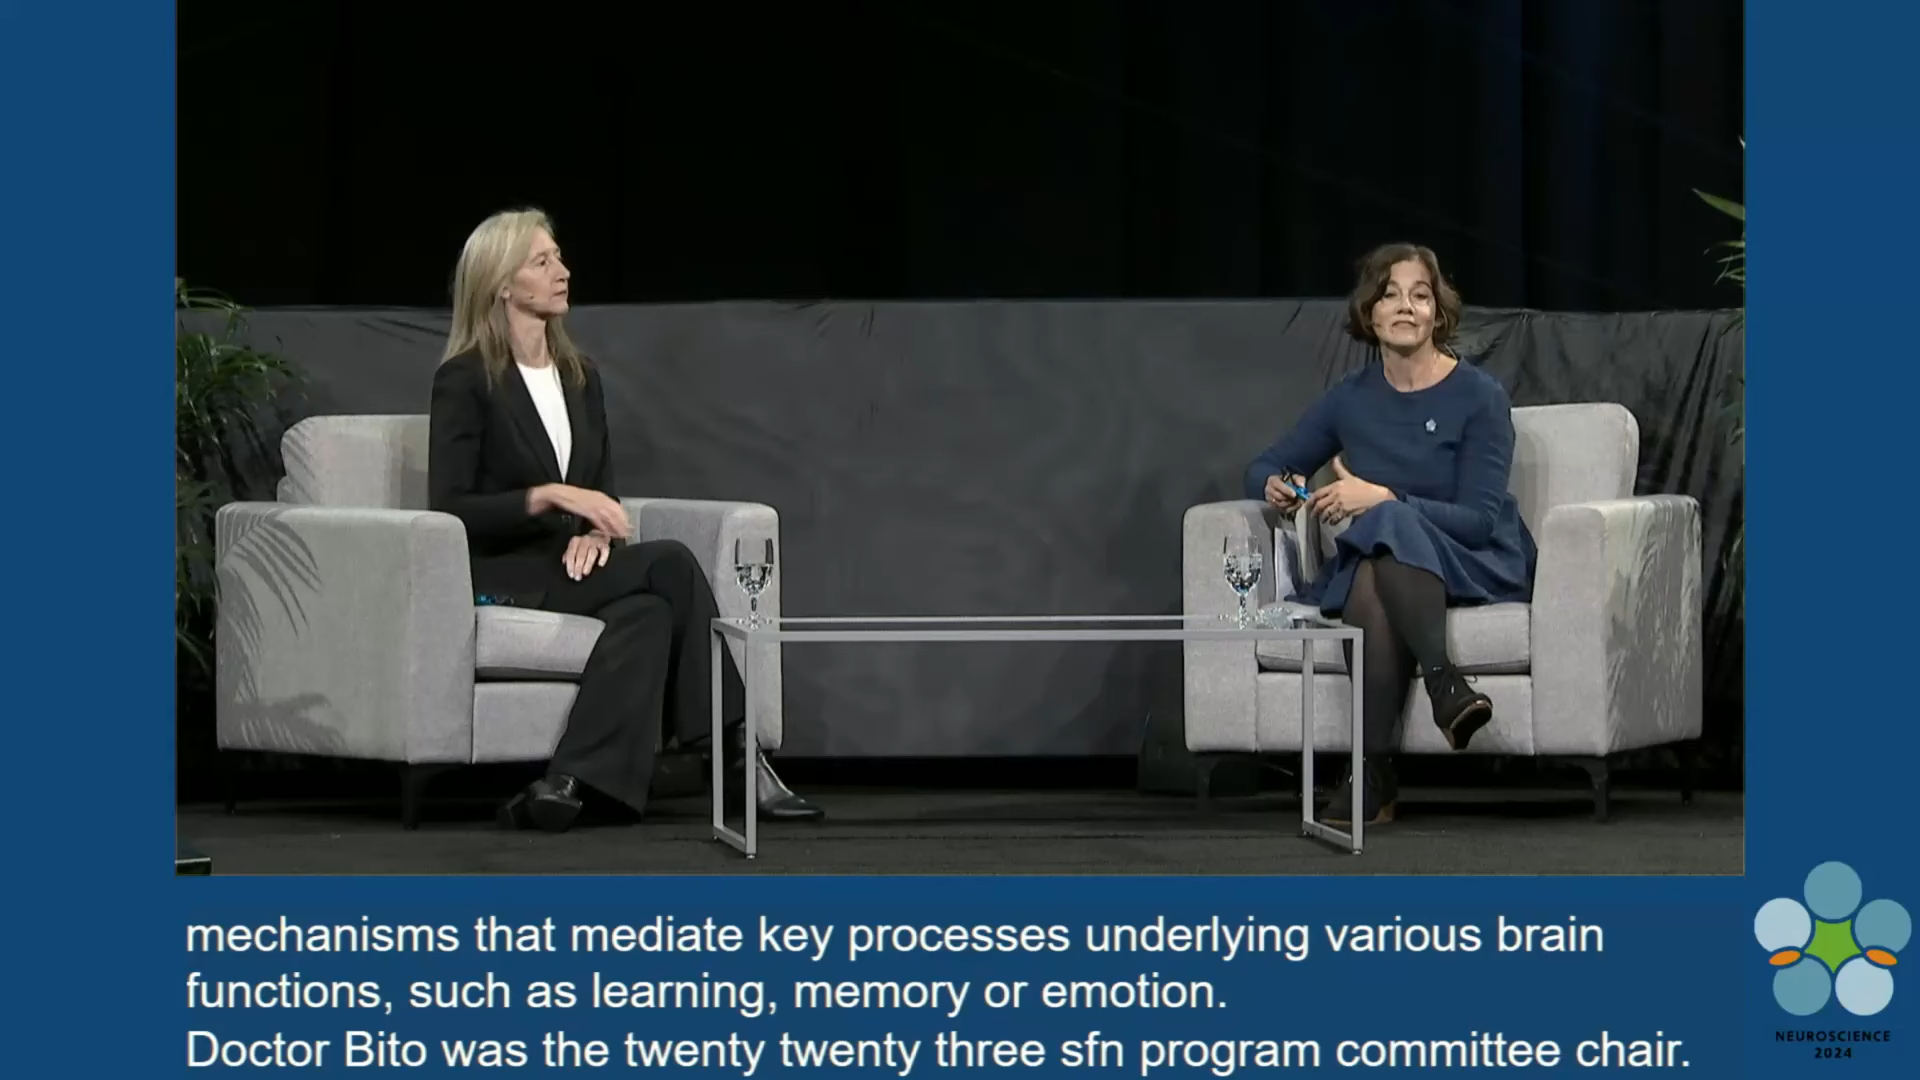 mechanisms that mediate key processes underlying various brain
functions, such as learning, memory or emotion.
Doctor Bito was the twenty twenty three sfn program committee chair.
NEUROSCIENCE
2024